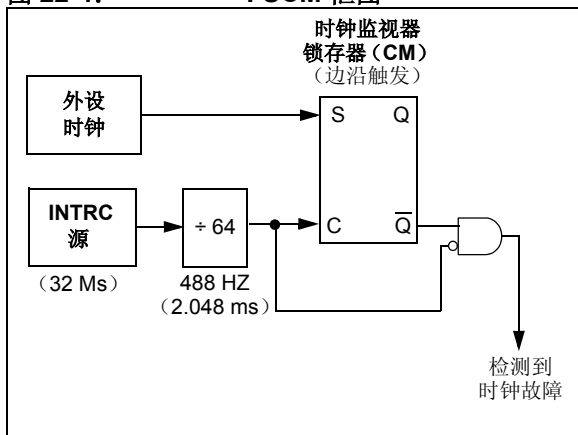 时钟监视器
锁存器（CM）
（边沿触发）
外设
时钟
S Q
INTRC
源
÷ 64
C Q̅
（32 Ms）
488 HZ
（2.048 ms）
检测到
时钟故障